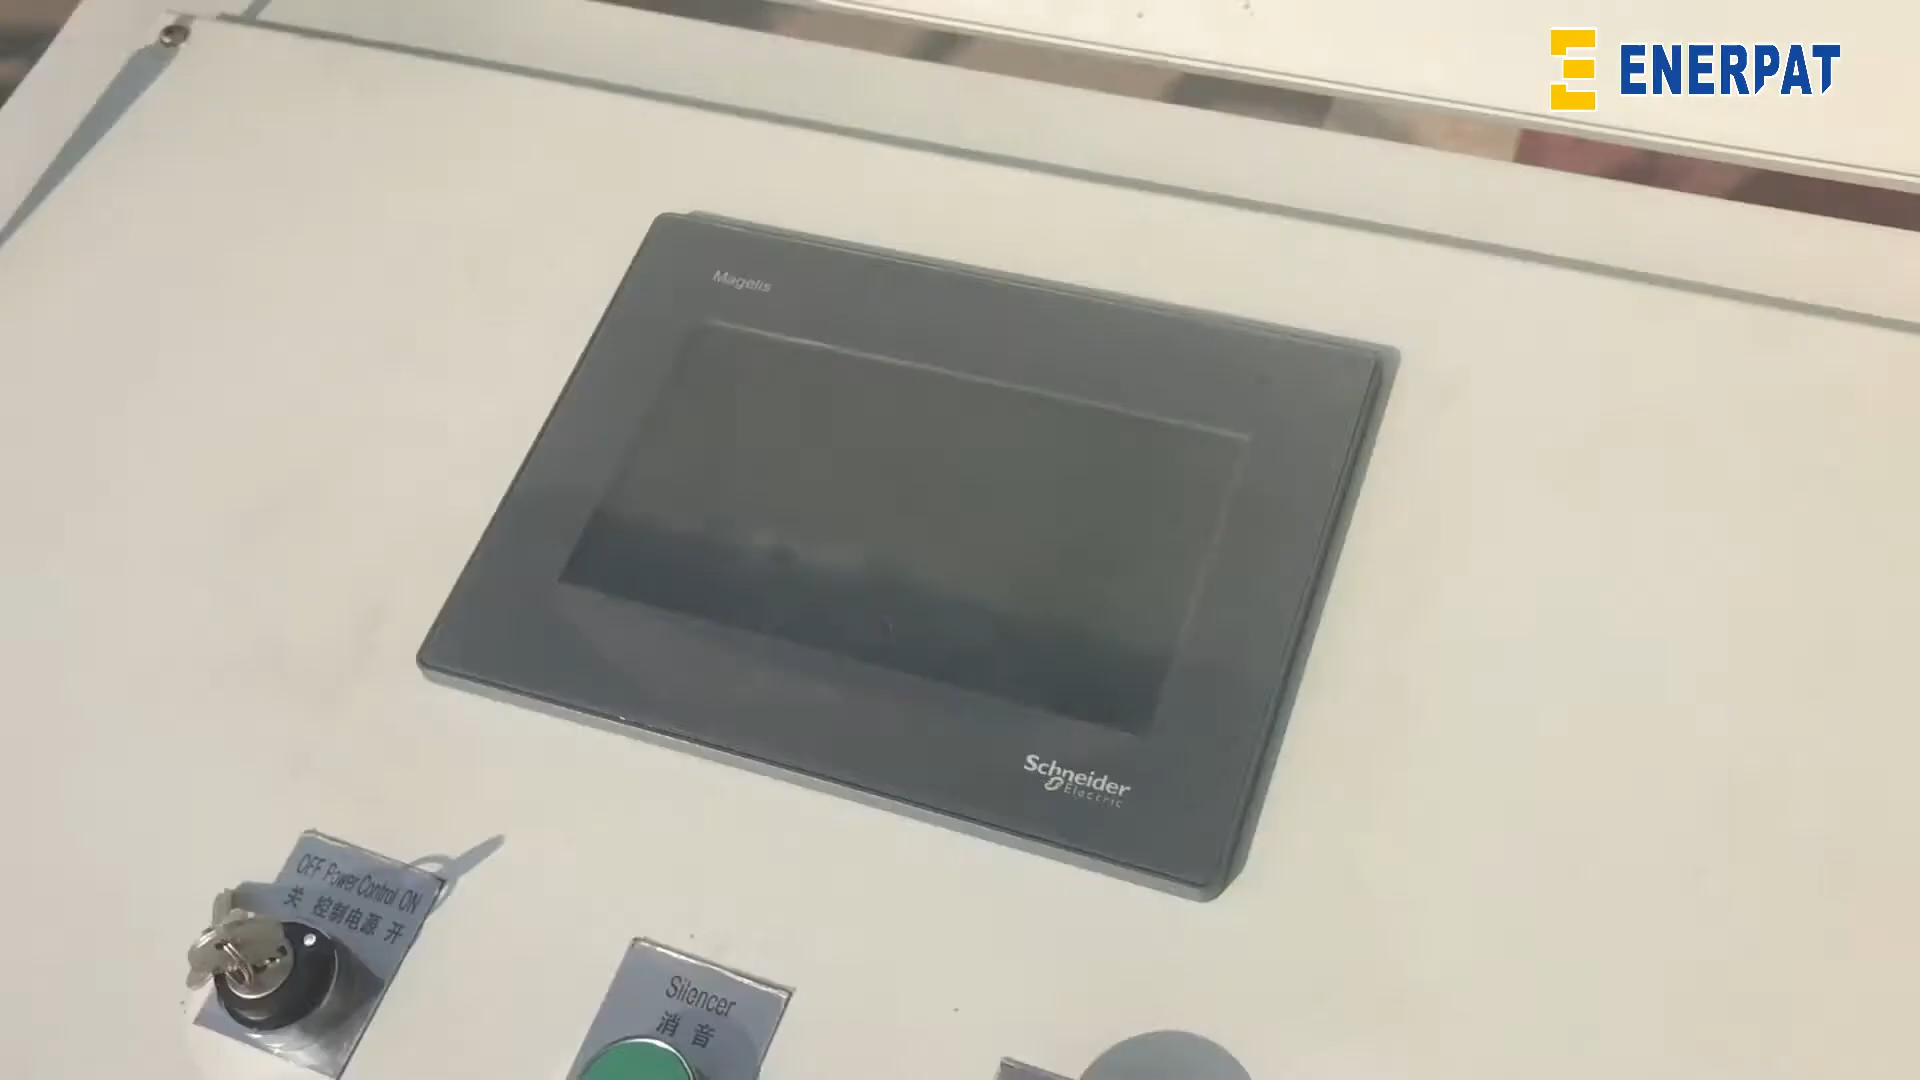 ENERPAT
Magelis
Schneider
Electric
OFF Power Control ON
关 控制电源 开
Silencer
消音